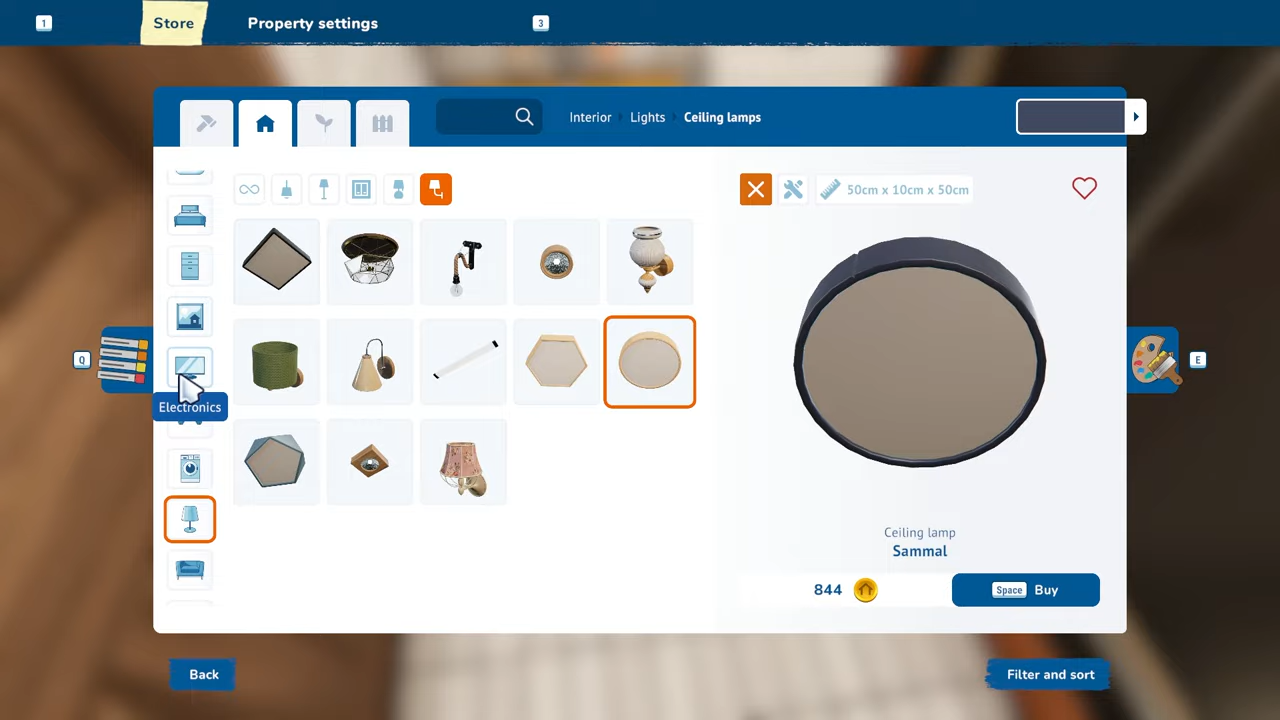 1
Store
Property settings
3
Interior
Lights
Ceiling lamps
50cm x 10cm x 50cm
Q
E
Electronics
Ceiling lamp
Sammal
844
Space
Buy
Back
Filter and sort